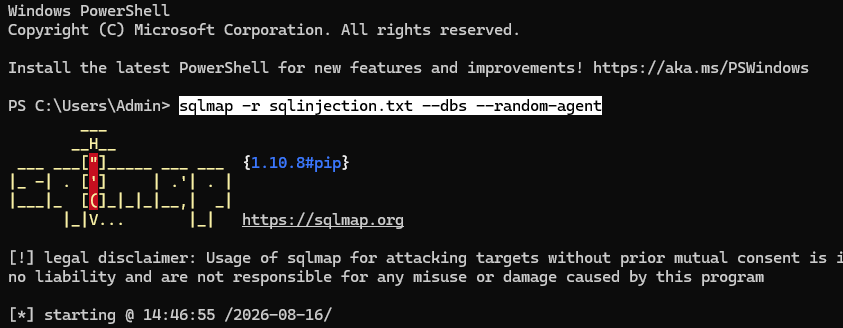 Windows PowerShell
Copyright (C) Microsoft Corporation. All rights reserved.
Install the latest PowerShell for new features and improvements! https://aka.ms/PSWindows
PS C:\Users\Admin> sqlmap -r sqlinjection.txt --dbs --random-agent
        ___
       __H__
 ___ ___["]_____ ___ ___  {1.10.8#pip}
|_ -| . [']     | .'| . |
|___|_  [(]_|_|_|__,|  _|
      |_|V...       |_|   https://sqlmap.org
[!] legal disclaimer: Usage of sqlmap for attacking targets without prior mutual consent is i
no liability and are not responsible for any misuse or damage caused by this program
[*] starting @ 14:46:55 /2026-08-16/